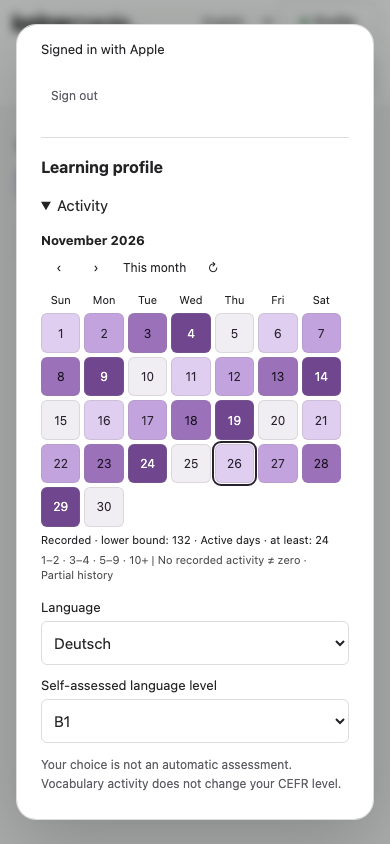 Signed in with Apple
Sign out
Learning profile
▼ Activity
November 2026
‹ › This month ↻
Sun Mon Tue Wed Thu Fri Sat
1 2 3 4 5 6 7
8 9 10 11 12 13 14
15 16 17 18 19 20 21
22 23 24 25 26 27 28
29 30
Recorded · lower bound: 132 · Active days · at least: 24
1–2 · 3–4 · 5–9 · 10+ | No recorded activity ≠ zero ·
Partial history
Language
Deutsch
Self-assessed language level
B1
Your choice is not an automatic assessment.
Vocabulary activity does not change your CEFR level.